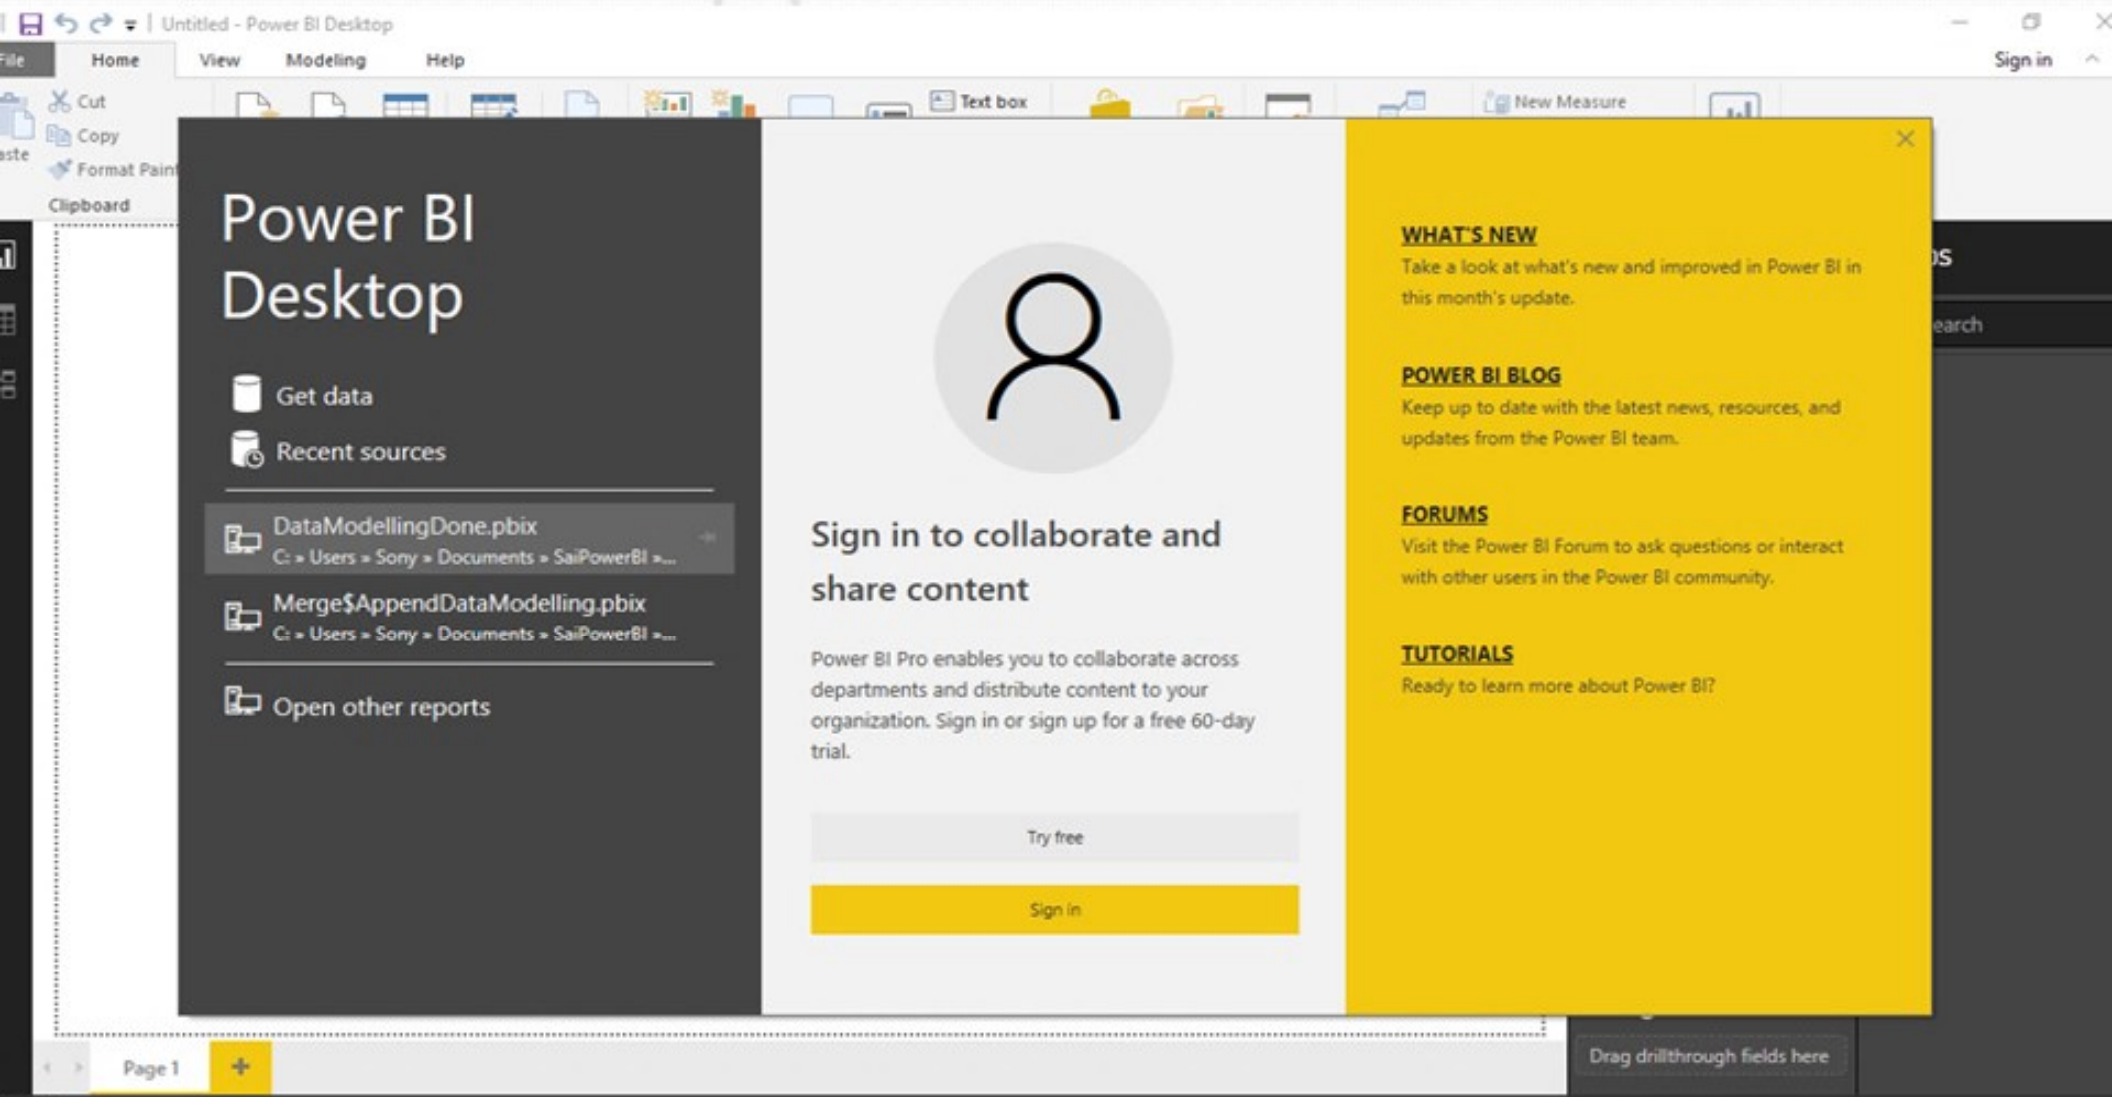 Untitled - Power BI Desktop
File
Home
View
Modeling
Help
Sign in
Cut
Copy
Format Paint
Clipboard
Text box
New Measure
Power BI
Desktop
Get data
Recent sources
DataModellingDone.pbix
C: » Users » Sony » Documents » SaiPowerBI »...
Merge$AppendDataModelling.pbix
C: » Users » Sony » Documents » SaiPowerBI »...
Open other reports
Sign in to collaborate and
share content
Power BI Pro enables you to collaborate across
departments and distribute content to your
organization. Sign in or sign up for a free 60-day
trial.
Try free
Sign in
WHAT'S NEW
Take a look at what's new and improved in Power BI in
this month's update.
POWER BI BLOG
Keep up to date with the latest news, resources, and
updates from the Power BI team.
FORUMS
Visit the Power BI Forum to ask questions or interact
with other users in the Power BI community.
TUTORIALS
Ready to learn more about Power BI?
earch
Page 1
Drag drillthrough fields here